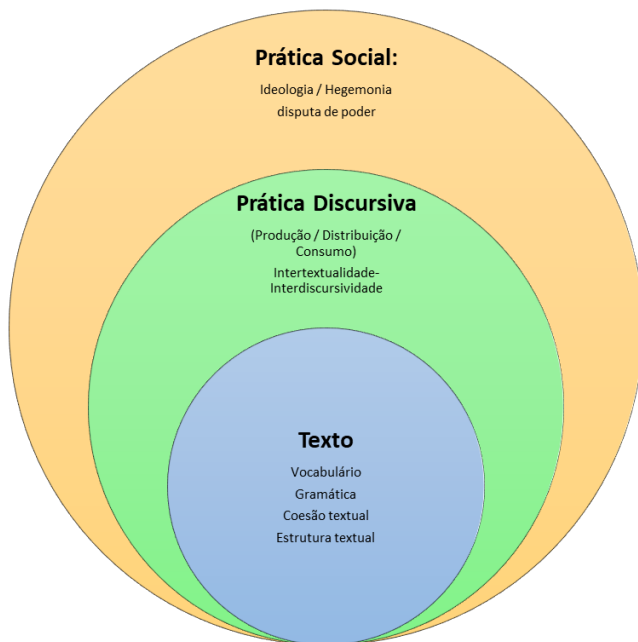 Prática Social:
Ideologia / Hegemonia
disputa de poder
Prática Discursiva
(Produção / Distribuição /
Consumo)
Intertextualidade-
Interdiscursividade
Texto
Vocabulário
Gramática
Coesão textual
Estrutura textual